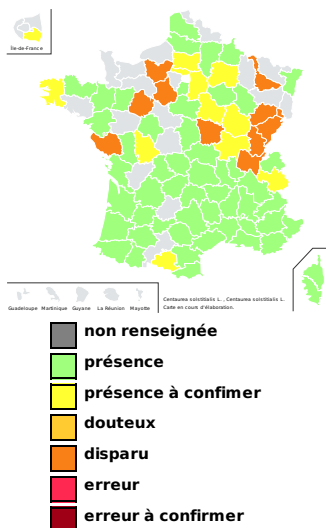 Île-de-France
Guadeloupe Martinique Guyane La Réunion Mayotte
Centaurea solstitialis L. , Centaurea solstitialis L.
Carte en cours d'élaboration.
non renseignée
présence
présence à confimer
douteux
disparu
erreur
erreur à confirmer